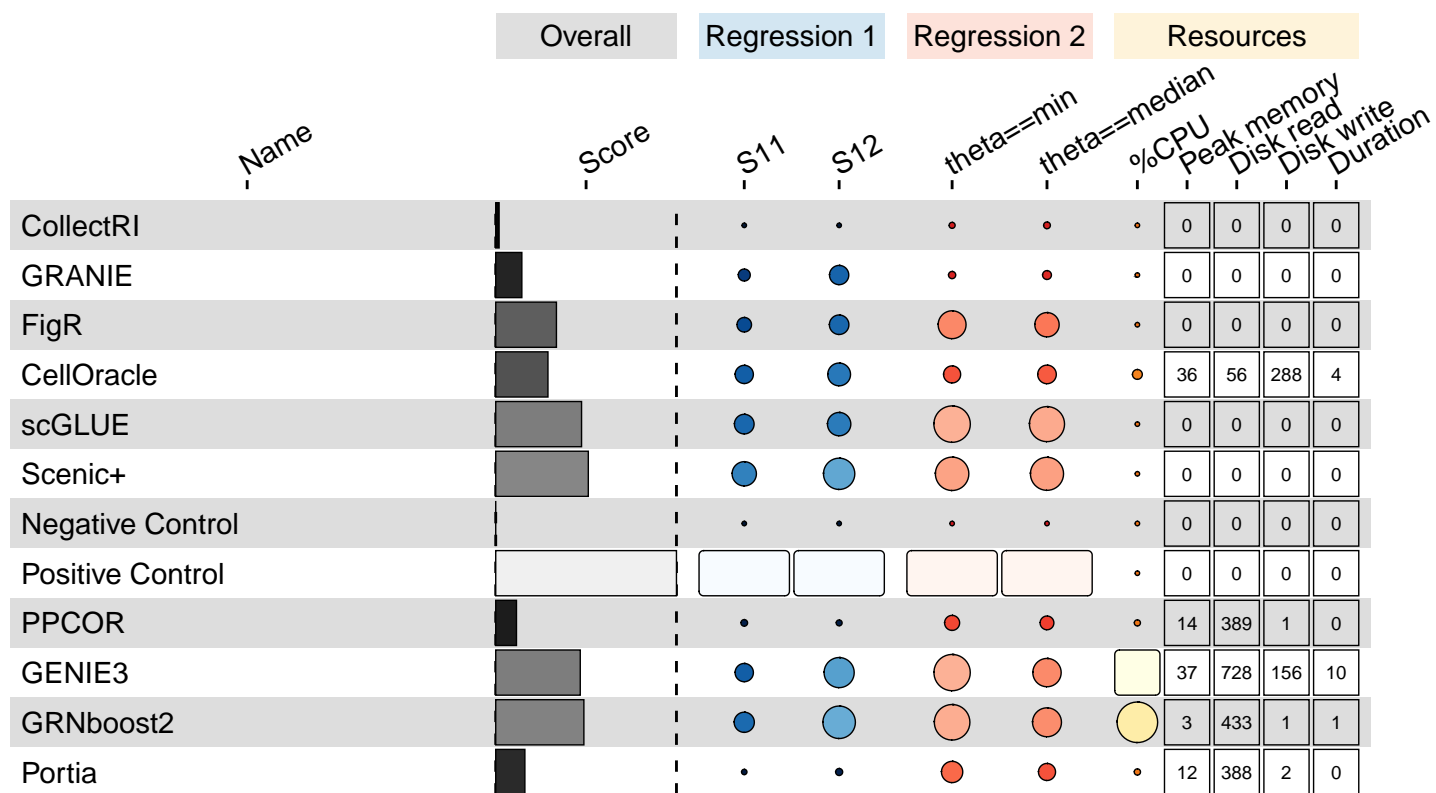 Overall Regression 1 Regression 2 Resources
Name Score S11 S12 theta==min theta==median %CPU Peak memory Disk read Disk write Duration
CollectRI 0 0 0 0
GRANIE 0 0 0 0
FigR 0 0 0 0
CellOracle 36 56 288 4
scGLUE 0 0 0 0
Scenic+ 0 0 0 0
Negative Control 0 0 0 0
Positive Control 0 0 0 0
PPCOR 14 389 1 0
GENIE3 37 728 156 10
GRNboost2 3 433 1 1
Portia 12 388 2 0